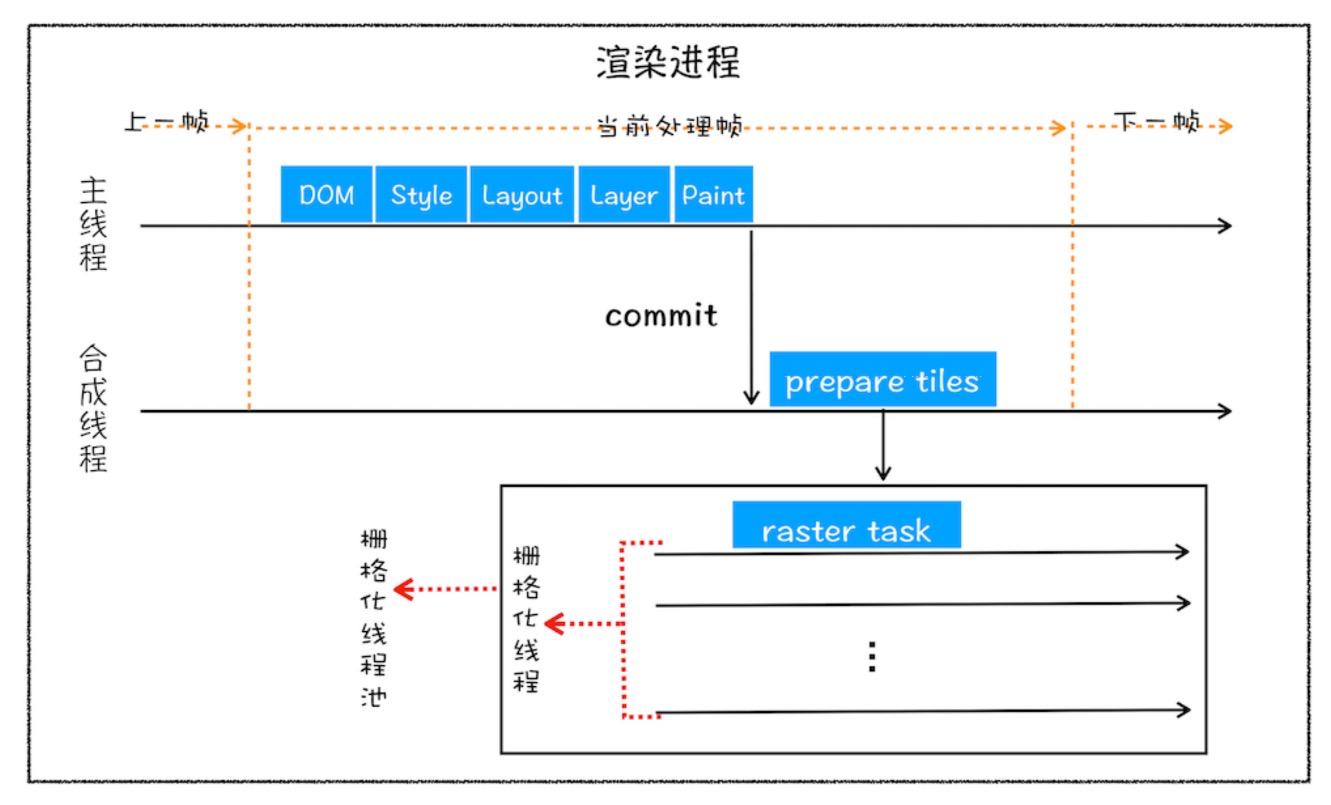 渲染进程
上一帧
当前处理帧
下一帧
主线程
DOM
Style
Layout
Layer
Paint
commit
合成线程
prepare tiles
raster task
栅格化线程池
栅格化线程